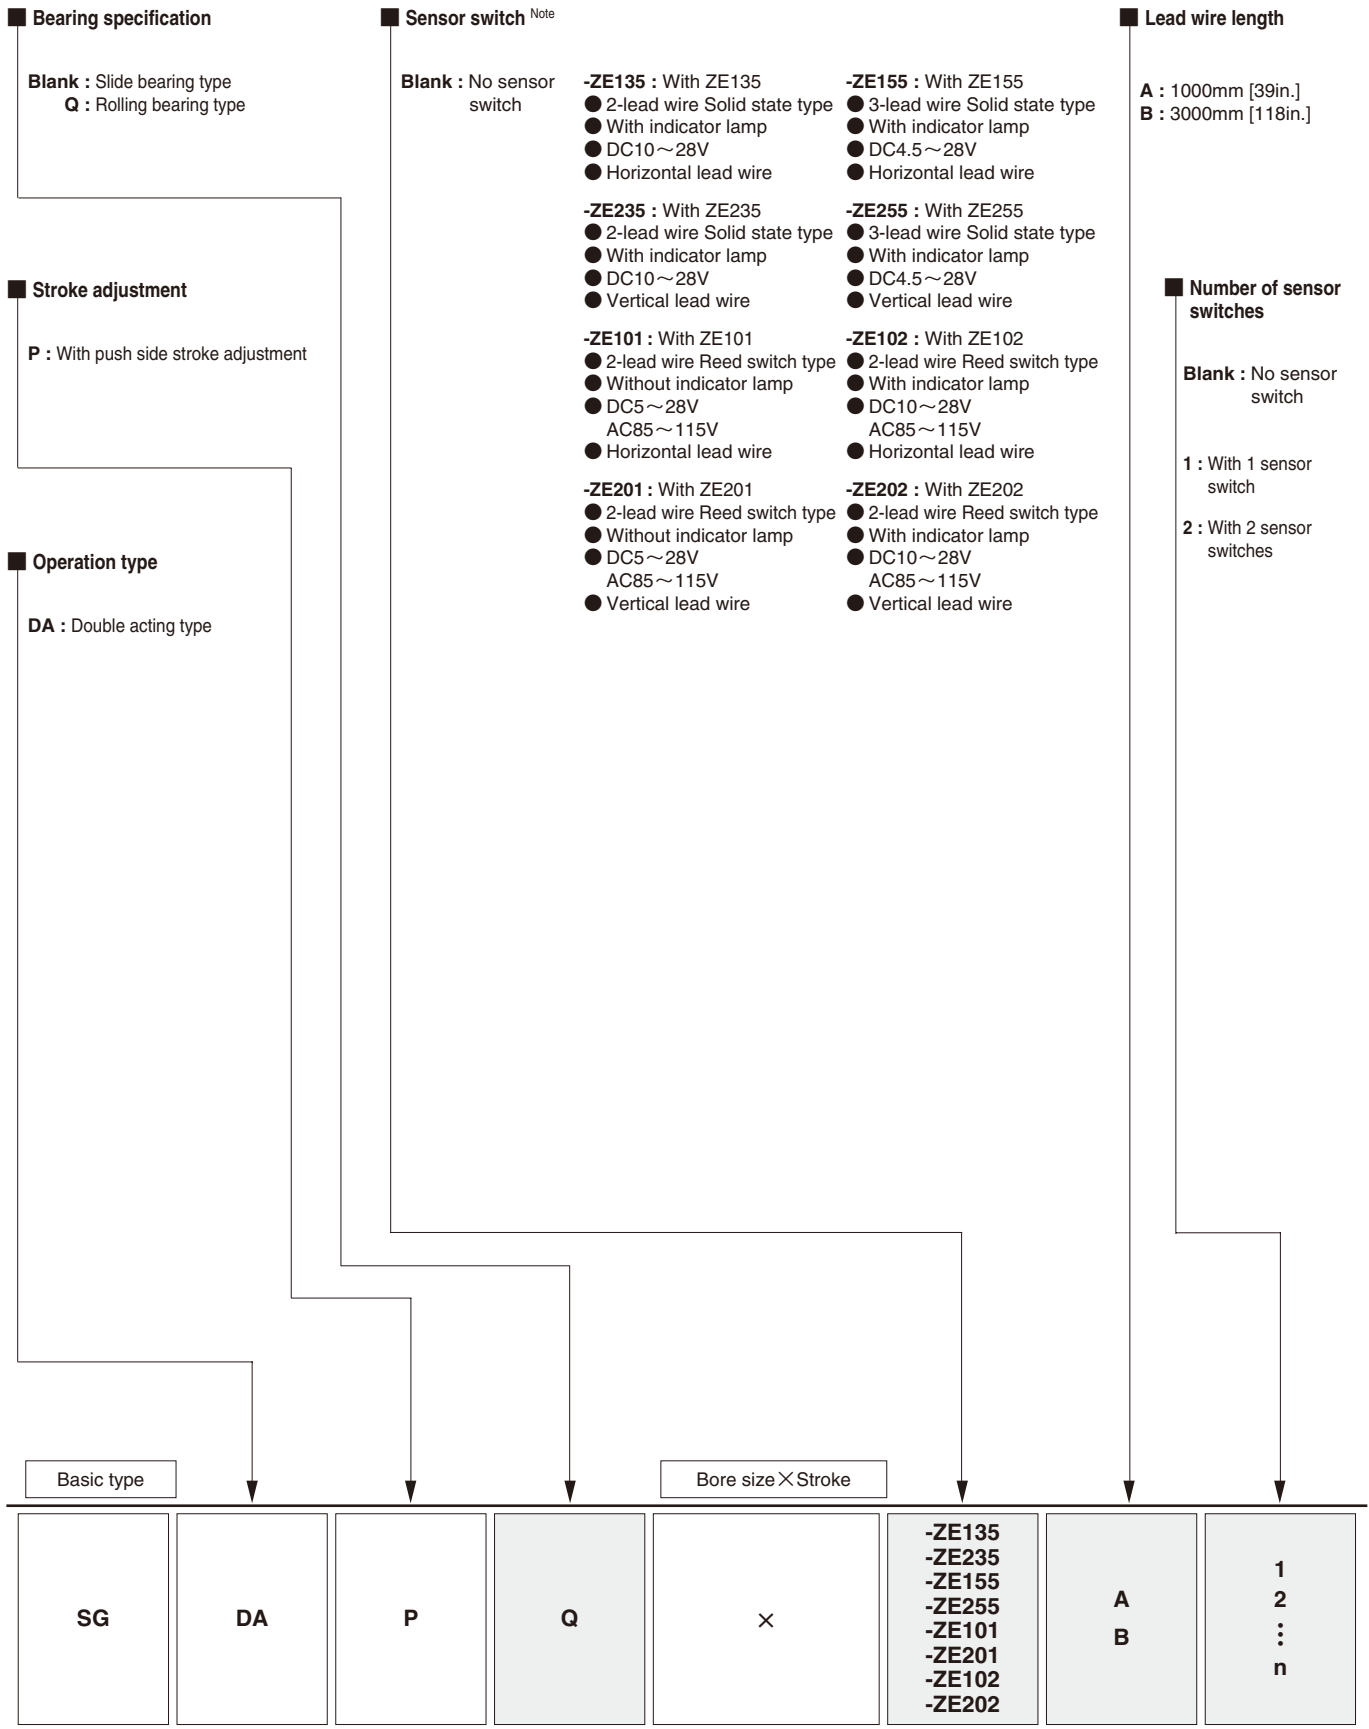 ■ Bearing specification
Blank : Slide bearing type
Q : Rolling bearing type
■ Stroke adjustment
P : With push side stroke adjustment
■ Operation type
DA : Double acting type
■ Sensor switch Note
Blank : No sensor
switch
-ZE135 : With ZE135
● 2-lead wire Solid state type
● With indicator lamp
● DC10～28V
● Horizontal lead wire
-ZE235 : With ZE235
● 2-lead wire Solid state type
● With indicator lamp
● DC10～28V
● Vertical lead wire
-ZE101 : With ZE101
● 2-lead wire Reed switch type
● Without indicator lamp
● DC5～28V
AC85～115V
● Horizontal lead wire
-ZE201 : With ZE201
● 2-lead wire Reed switch type
● Without indicator lamp
● DC5～28V
AC85～115V
● Vertical lead wire
-ZE155 : With ZE155
● 3-lead wire Solid state type
● With indicator lamp
● DC4.5～28V
● Horizontal lead wire
-ZE255 : With ZE255
● 3-lead wire Solid state type
● With indicator lamp
● DC4.5～28V
● Vertical lead wire
-ZE102 : With ZE102
● 2-lead wire Reed switch type
● With indicator lamp
● DC10～28V
AC85～115V
● Horizontal lead wire
-ZE202 : With ZE202
● 2-lead wire Reed switch type
● With indicator lamp
● DC10～28V
AC85～115V
● Vertical lead wire
■ Lead wire length
A : 1000mm [39in.]
B : 3000mm [118in.]
■ Number of sensor
switches
Blank : No sensor
switch
1 : With 1 sensor
switch
2 : With 2 sensor
switches
Basic type
Bore size×Stroke
SG
DA
P
Q
×
-ZE135
-ZE235
-ZE155
-ZE255
-ZE101
-ZE201
-ZE102
-ZE202
A
B
1
2
⋮
n